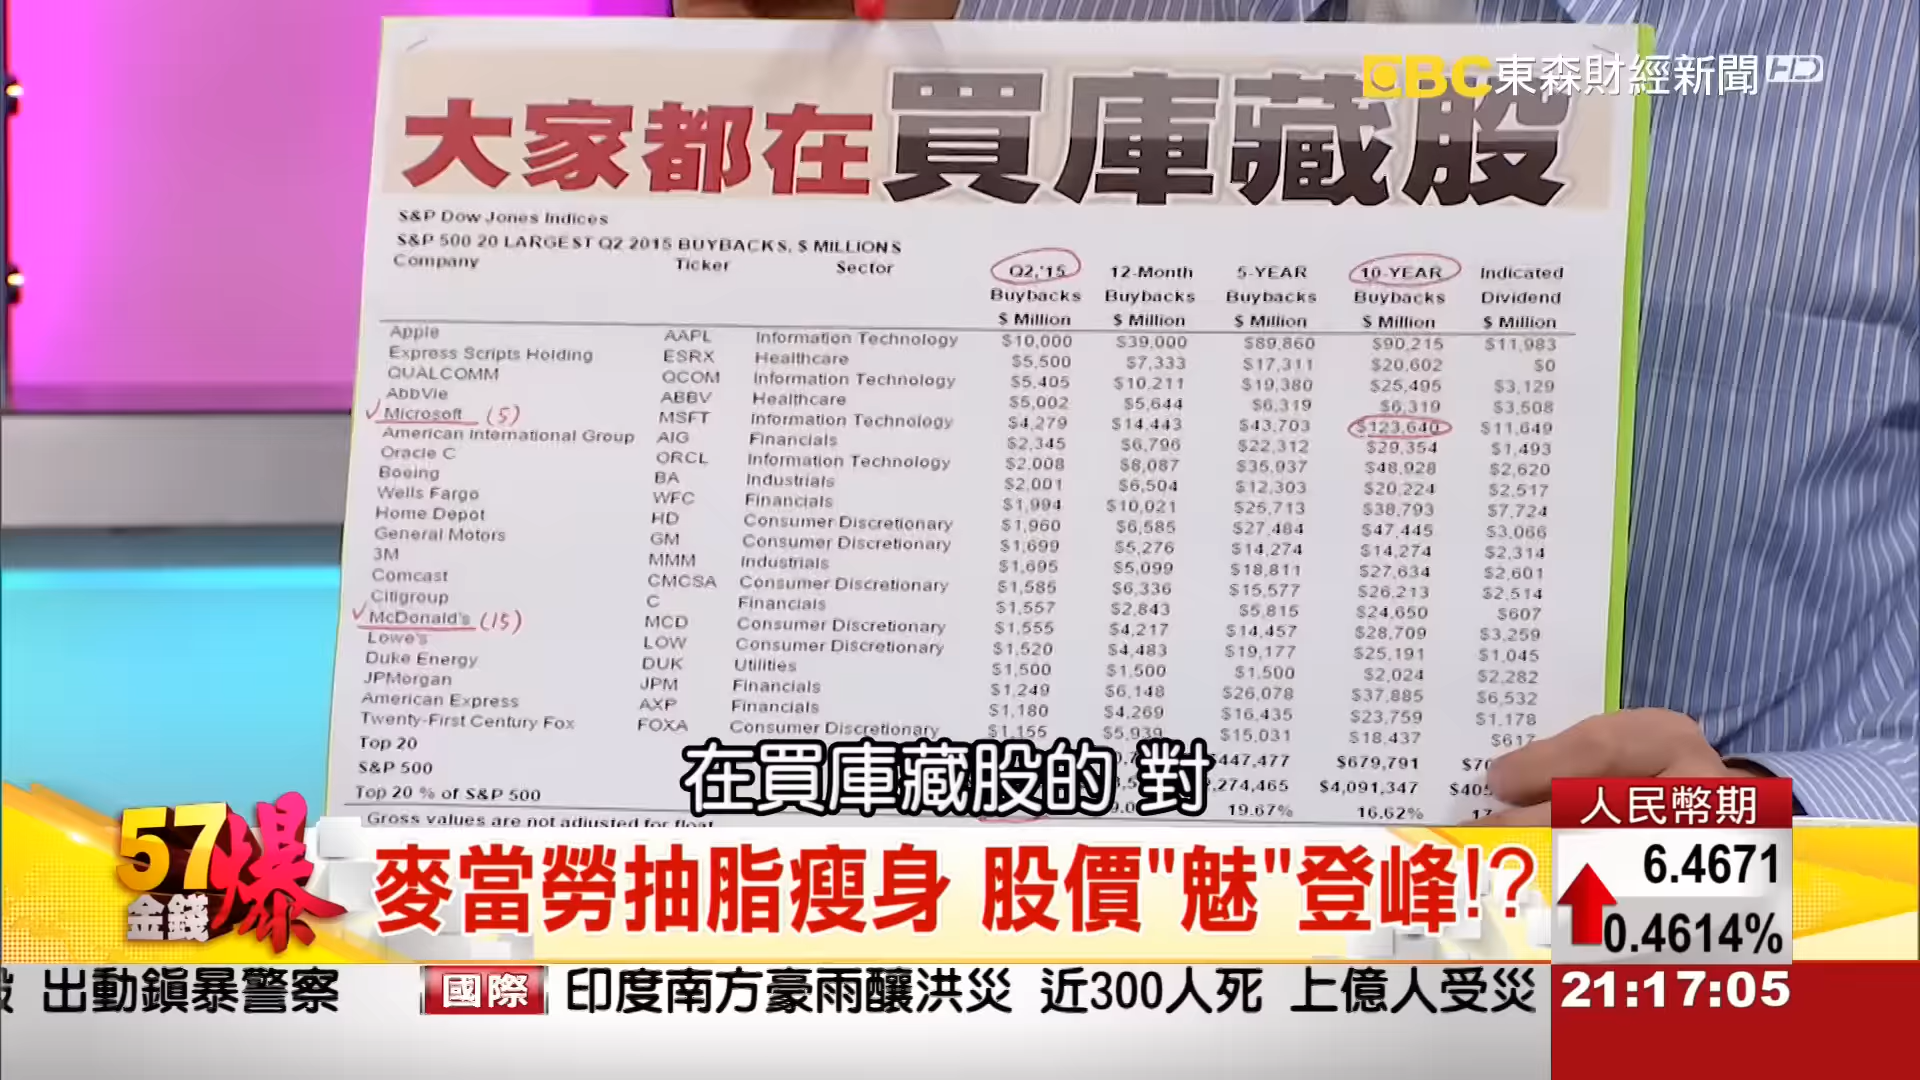 EBC 東森財經新聞 HD
大家都在買庫藏股
S&P Dow Jones Indices
S&P 500 20 LARGEST Q2 2015 BUYBACKS, $ MILLIONS
Company Ticker Sector Q2,'15 12-Month 5-YEAR 10-YEAR Indicated
Buybacks Buybacks Buybacks Buybacks Dividend
$ Million $ Million $ Million $ Million $ Million
Apple AAPL Information Technology $10,000 $39,000 $89,860 $90,215 $11,983
Express Scripts Holding ESRX Healthcare $5,500 $7,333 $17,311 $20,602 $0
QUALCOMM QCOM Information Technology $5,405 $10,211 $19,380 $25,495 $3,129
AbbVie ABBV Healthcare $5,002 $5,644 $6,319 $6,319 $3,508
Microsoft (5) MSFT Information Technology $4,279 $14,443 $43,703 $123,640 $11,649
American International Group AIG Financials $2,345 $6,796 $22,312 $29,354 $1,493
Oracle C ORCL Information Technology $2,008 $8,087 $35,937 $48,928 $2,620
Boeing BA Industrials $2,001 $6,504 $12,303 $20,224 $2,517
Wells Fargo WFC Financials $1,994 $10,021 $25,713 $38,793 $7,724
Home Depot HD Consumer Discretionary $1,960 $6,585 $27,484 $47,445 $3,066
General Motors GM Consumer Discretionary $1,699 $5,276 $14,274 $14,274 $2,314
3M MMM Industrials $1,695 $5,099 $18,811 $27,634 $2,601
Comcast CMCSA Consumer Discretionary $1,585 $6,336 $15,577 $26,213 $2,514
Citigroup C Financials $1,557 $2,843 $5,815 $24,650 $607
McDonald's (15) MCD Consumer Discretionary $1,555 $4,217 $14,457 $28,709 $3,259
Lowe's LOW Consumer Discretionary $1,520 $4,483 $19,177 $25,191 $1,045
Duke Energy DUK Utilities $1,500 $1,500 $1,500 $2,024 $2,282
JPMorgan JPM Financials $1,249 $6,148 $26,078 $37,885 $6,532
American Express AXP Financials $1,180 $4,269 $16,435 $23,759 $1,178
Twenty-First Century Fox FOXA Consumer Discretionary $1,155 $5,939 $15,031 $18,437 $617
Top 20 $447,477 $679,791
S&P 500 $4,091,347
Top 20 % of S&P 500 19.67% 16.62%
Gross values are not adjusted for float
在買庫藏股的 對
57金錢爆
麥當勞抽脂瘦身 股價"魅"登峰!?
人民幣期
6.4671
0.4614%
出動鎮暴警察 國際 印度南方豪雨釀洪災 近300人死 上億人受災
21:17:05